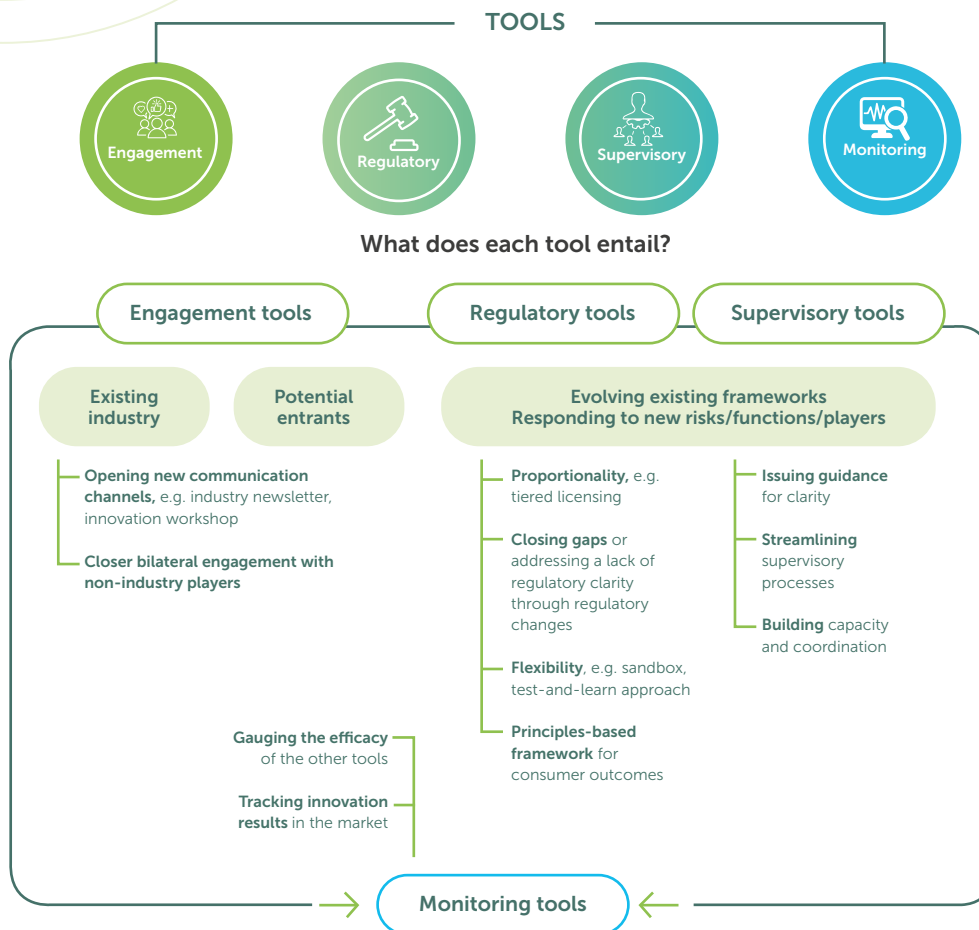 TOOLS
Engagement
Regulatory
Supervisory
Monitoring
What does each tool entail?
Engagement tools
Regulatory tools
Supervisory tools
Existing
industry
Potential
entrants
Evolving existing frameworks
Responding to new risks/functions/players
Opening new communication
channels, e.g. industry newsletter,
innovation workshop
Closer bilateral engagement with
non-industry players
Proportionality, e.g.
tiered licensing
Closing gaps or
addressing a lack of
regulatory clarity
through regulatory
changes
Flexibility, e.g. sandbox,
test-and-learn approach
Principles-based
framework for
consumer outcomes
Issuing guidance
for clarity
Streamlining
supervisory
processes
Building capacity
and coordination
Gauging the efficacy
of the other tools
Tracking innovation
results in the market
Monitoring tools